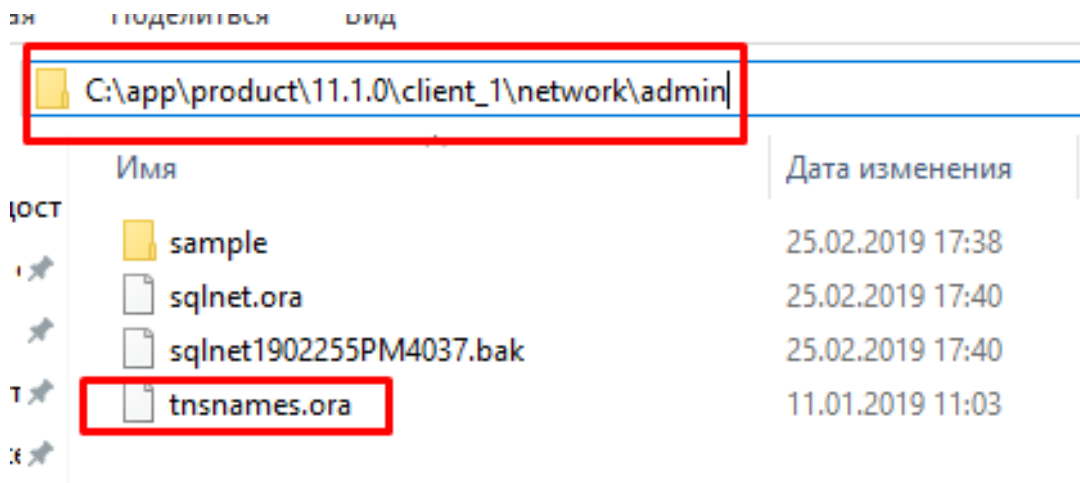 Поделиться Вид
C:\app\product\11.1.0\client_1\network\admin
Имя Дата изменения
sample 25.02.2019 17:38
sqlnet.ora 25.02.2019 17:40
sqlnet1902255PM4037.bak 25.02.2019 17:40
tnsnames.ora 11.01.2019 11:03